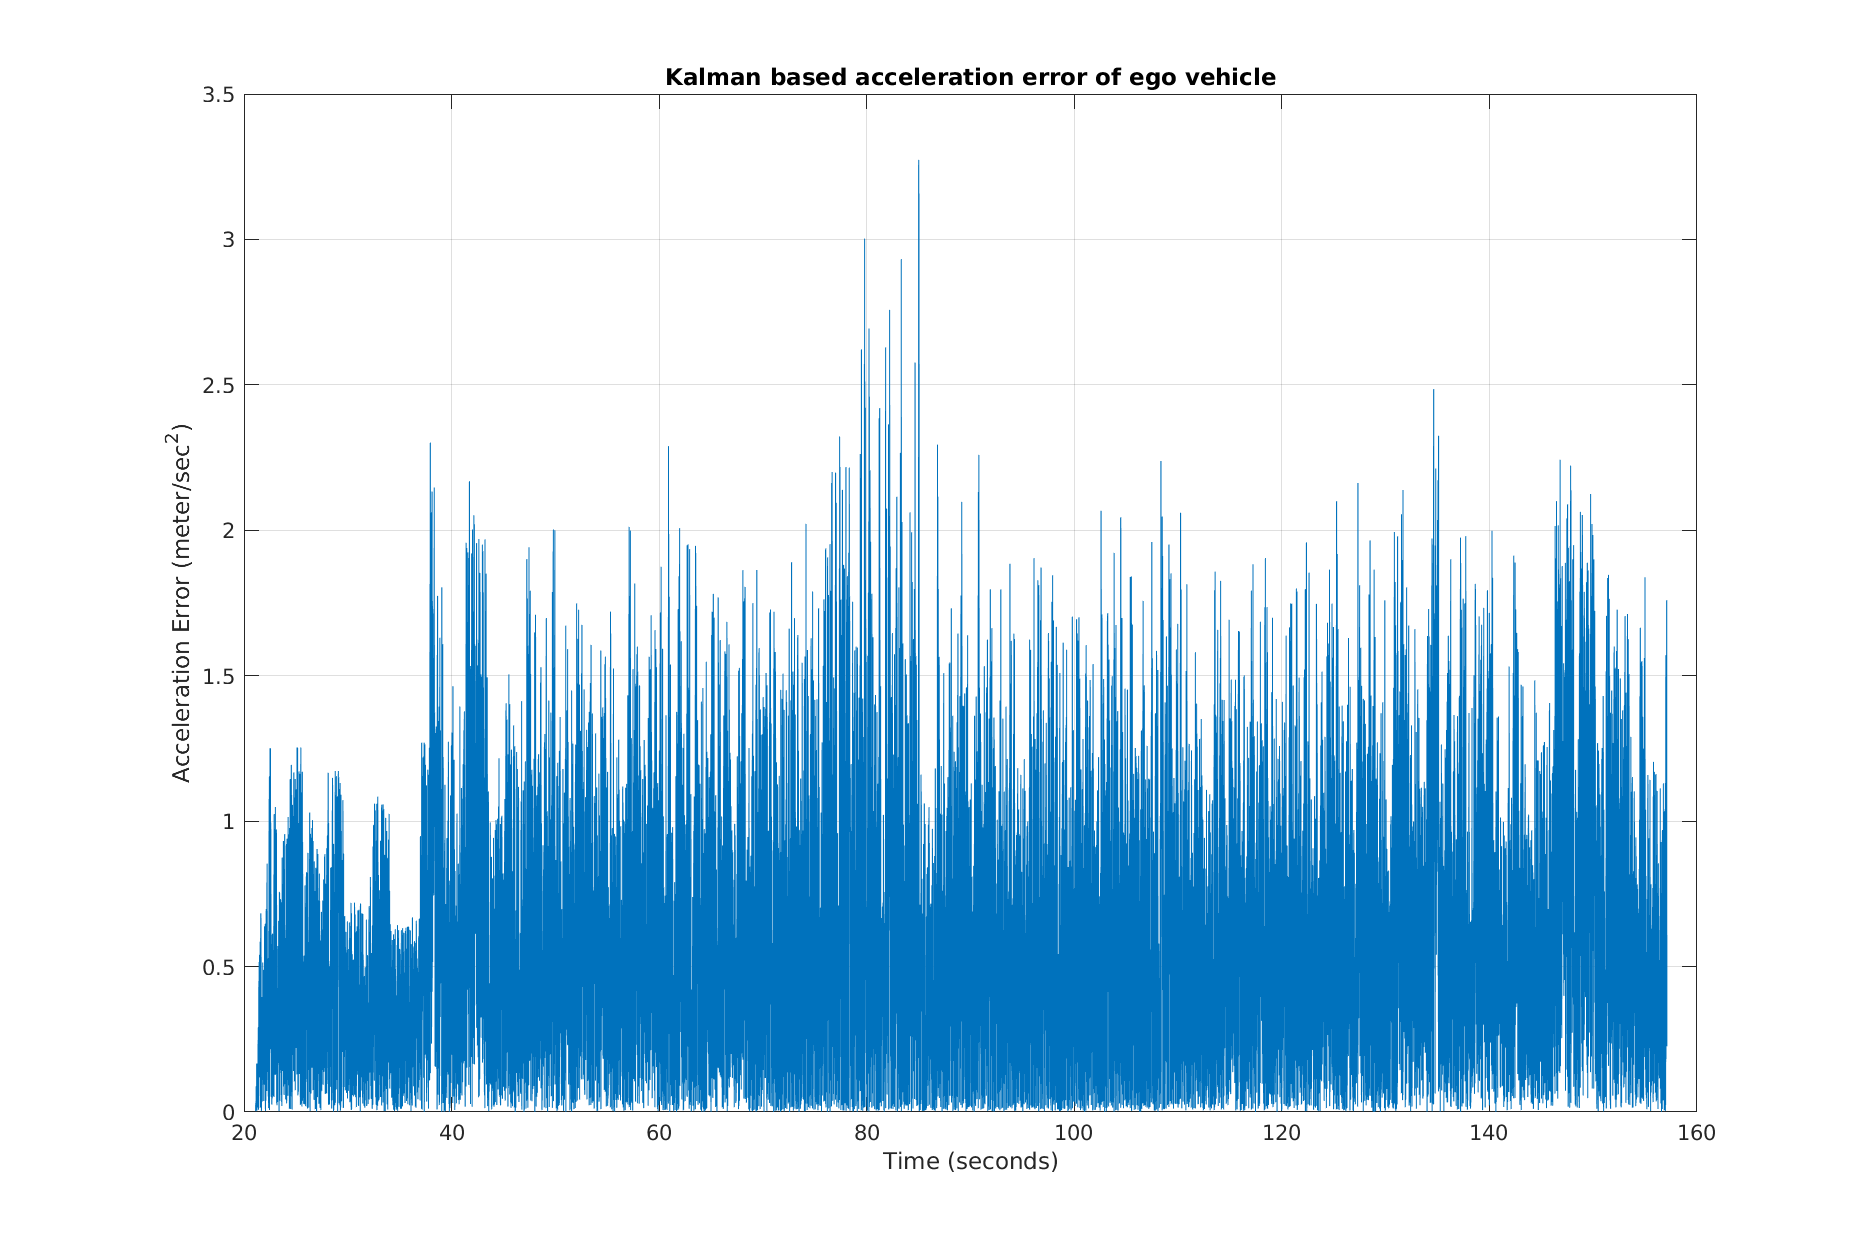 Kalman based acceleration error of ego vehicle
3.5
3
2.5
2
1.5
1
0.5
0
Acceleration Error (meter/sec²)
20 40 60 80 100 120 140 160
Time (seconds)